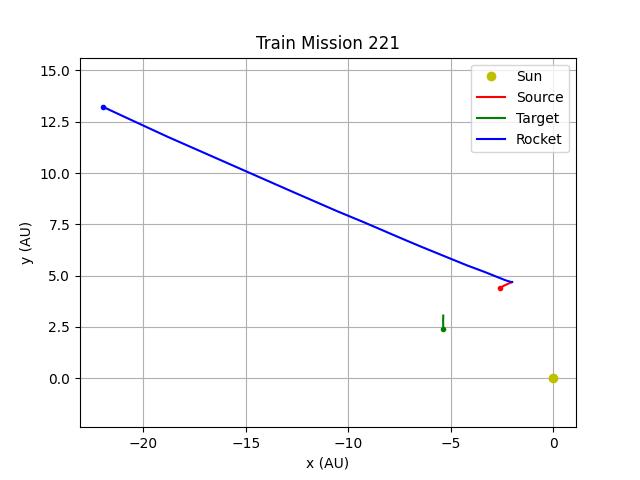 Train Mission 221
15.0
12.5
10.0
7.5
5.0
2.5
0.0
y (AU)
−20
−15
−10
−5
0
x (AU)
Sun
Source
Target
Rocket